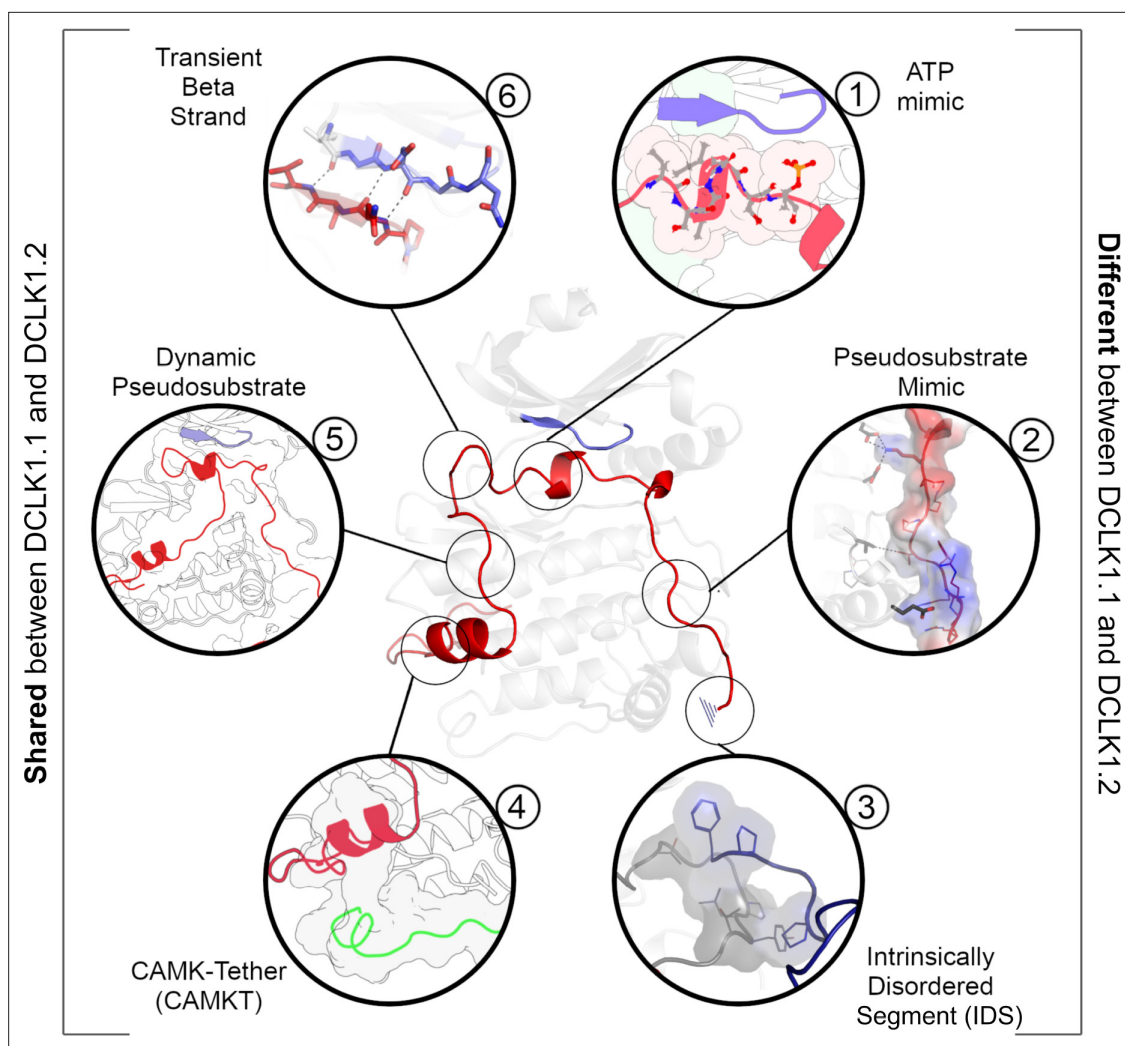 Transient
Beta
Strand
6
1
ATP
mimic
Shared between DCLK1.1 and DCLK1.2
Different between DCLK1.1 and DCLK1.2
Dynamic
Pseudosubstrate
5
Pseudosubstrate
Mimic
2
4
CAMK-Tether
(CAMKT)
3
Intrinsically
Disordered
Segment (IDS)